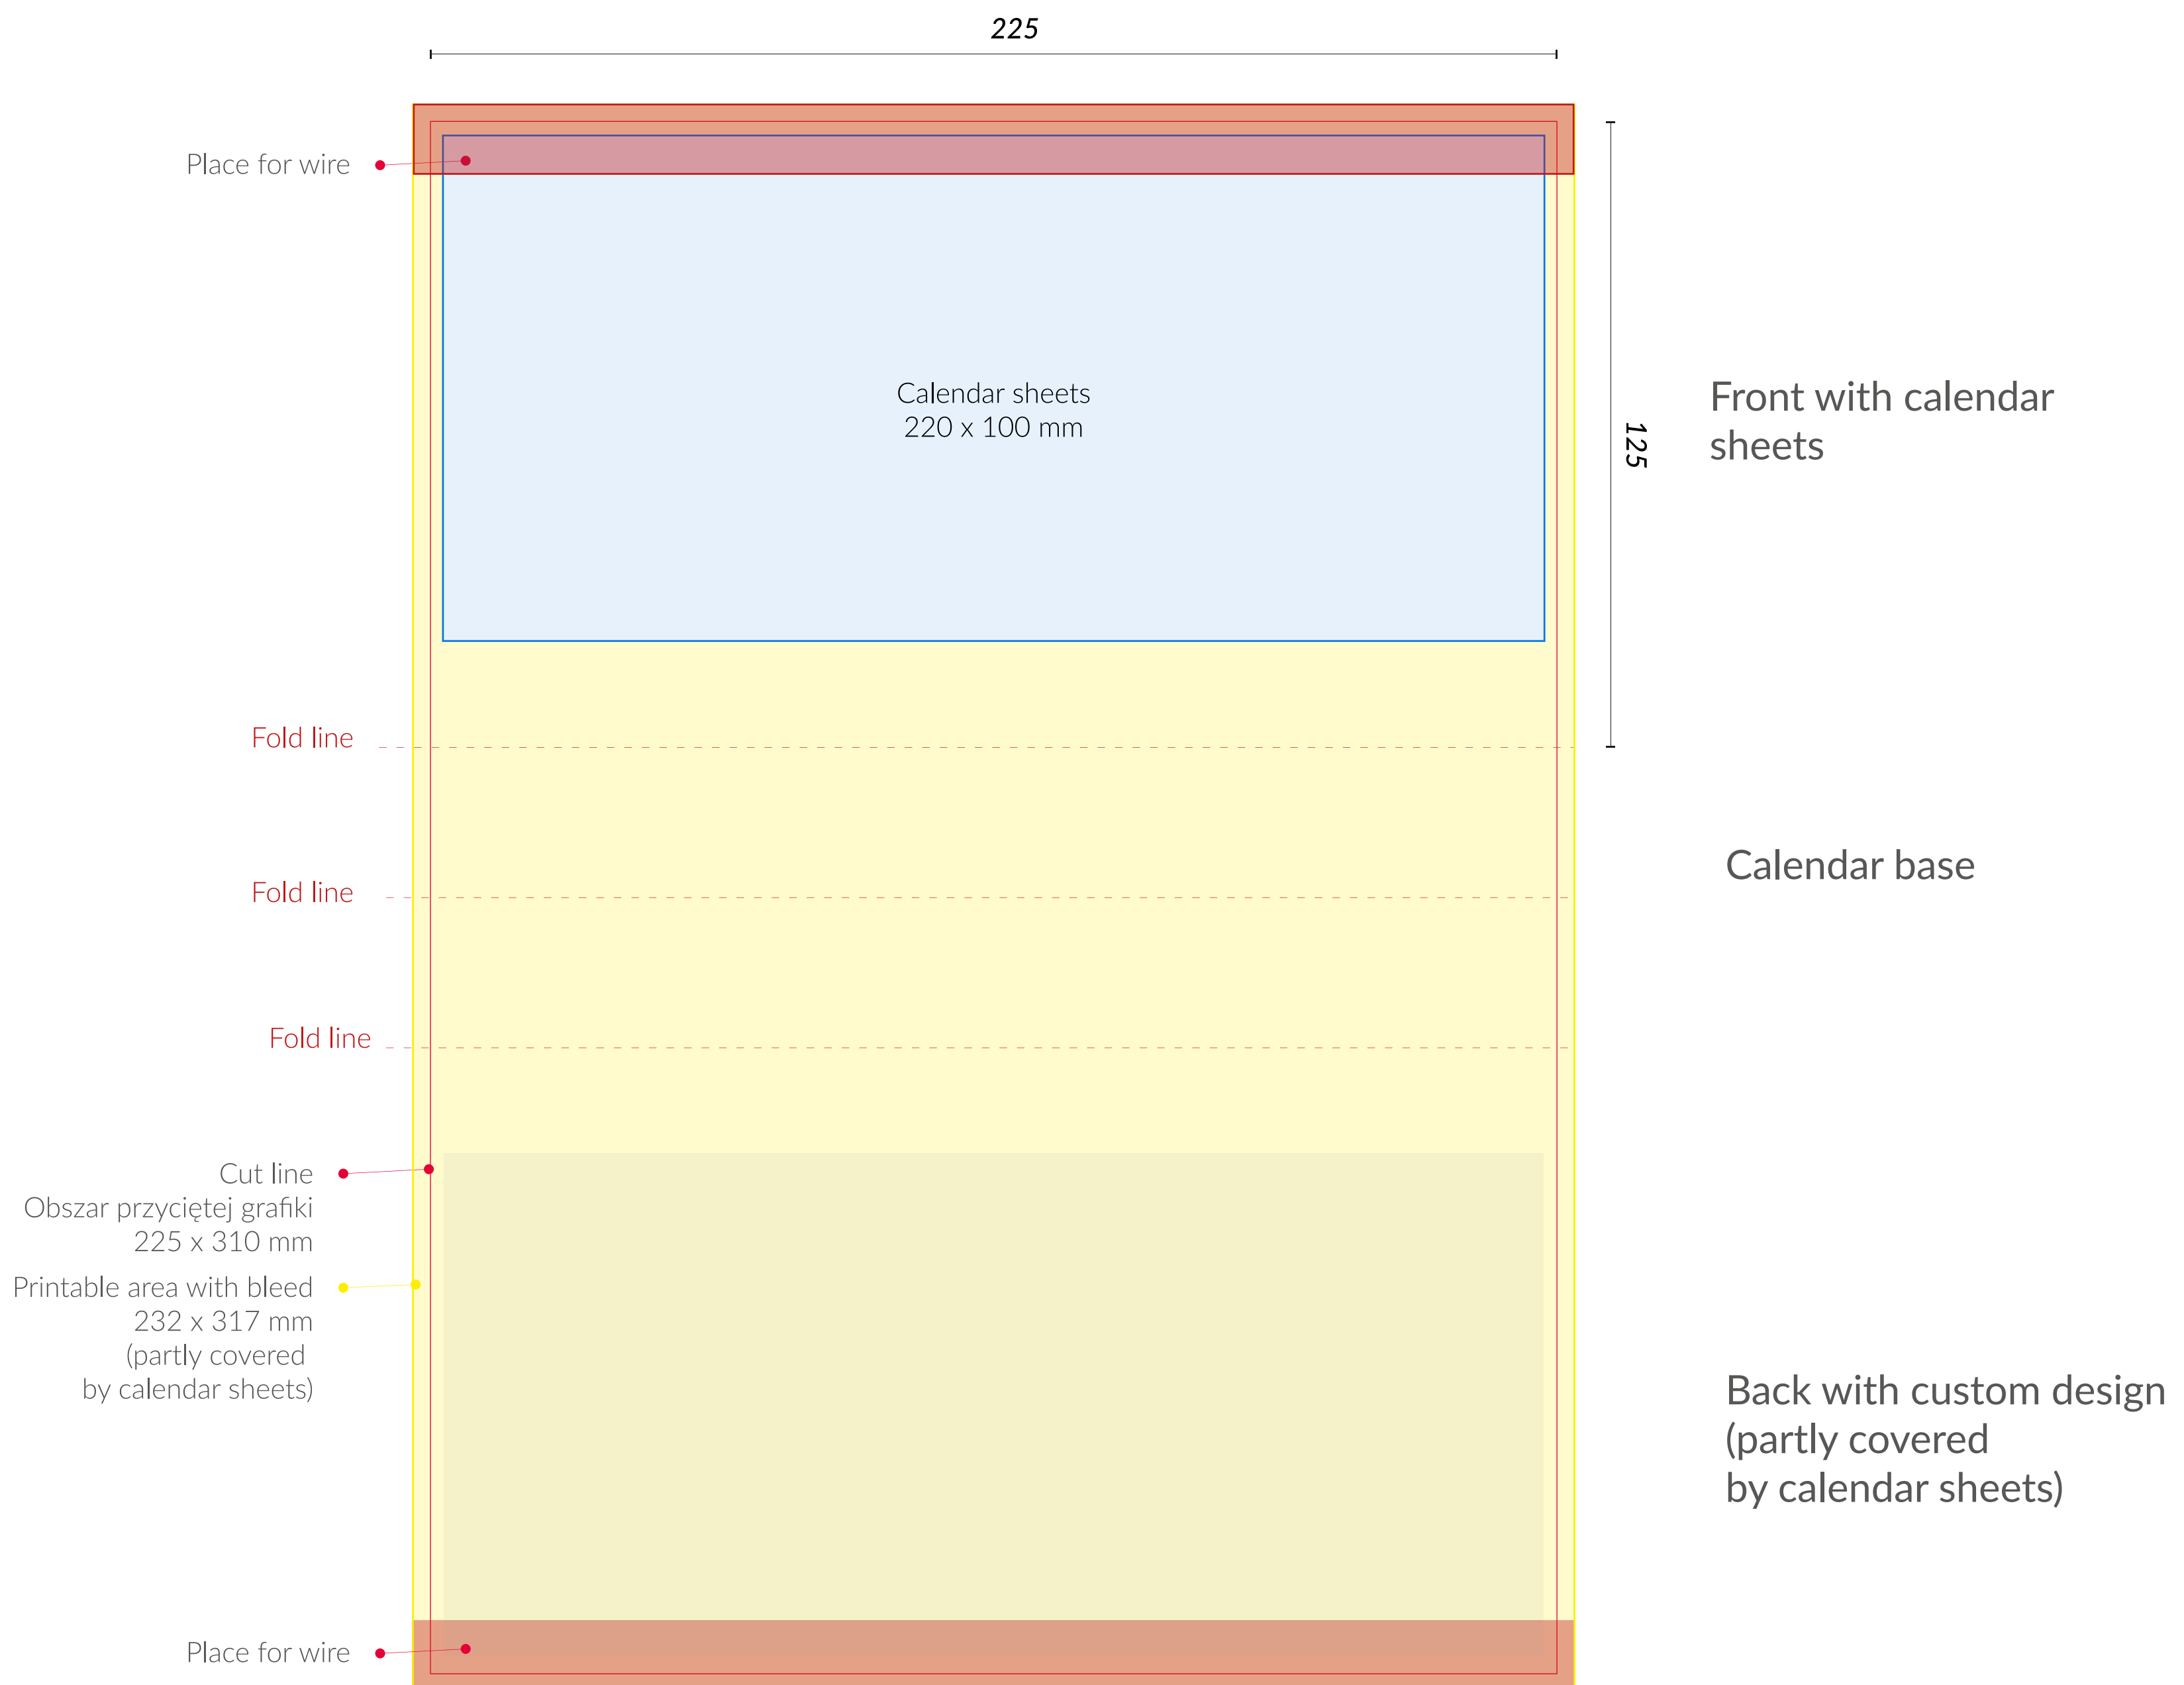 225
Place for wire
Calendar sheets
220 x 100 mm
Front with calendar
sheets
125
Fold line
Calendar base
Fold line
Fold line
Cut line
Obszar przyciętej grafiki
225 x 310 mm
Printable area with bleed
232 x 317 mm
(partly covered
by calendar sheets)
Back with custom design
(partly covered
by calendar sheets)
Place for wire